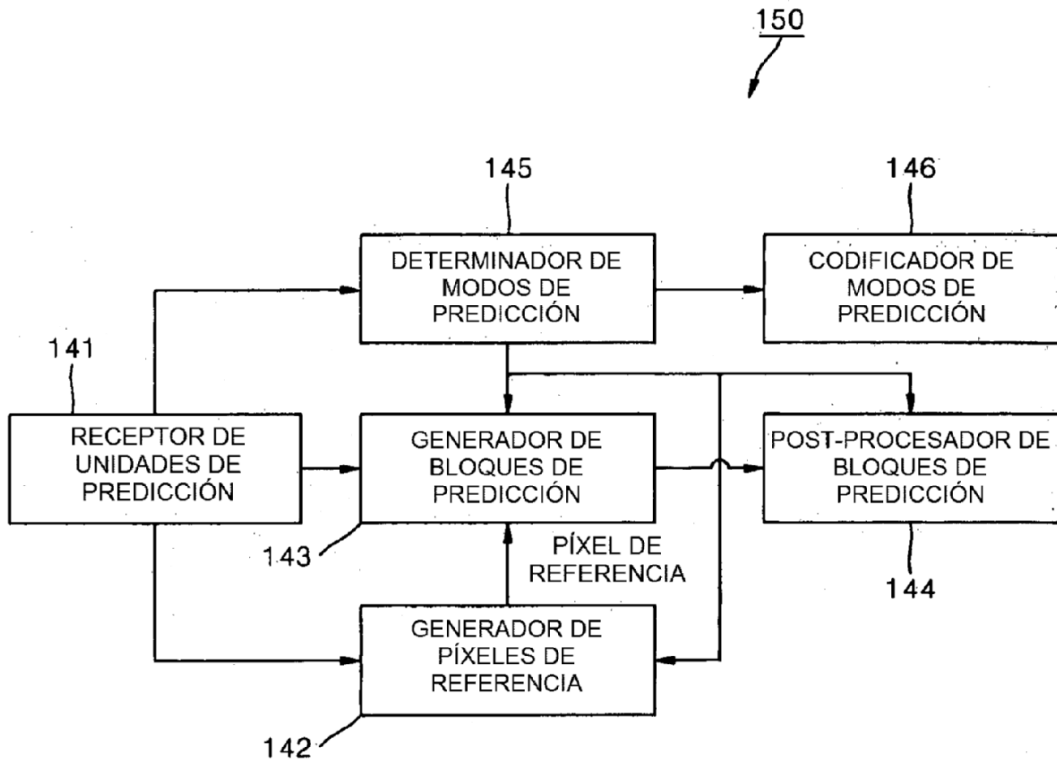 150
145
146
DETERMINADOR DE
MODOS DE
PREDICCIÓN
CODIFICADOR DE
MODOS DE
PREDICCIÓN
141
RECEPTOR DE
UNIDADES DE
PREDICCIÓN
GENERADOR DE
BLOQUES DE
PREDICCIÓN
POST-PROCESADOR DE
BLOQUES DE
PREDICCIÓN
143
PÍXEL DE
REFERENCIA
144
GENERADOR DE
PÍXELES DE
REFERENCIA
142